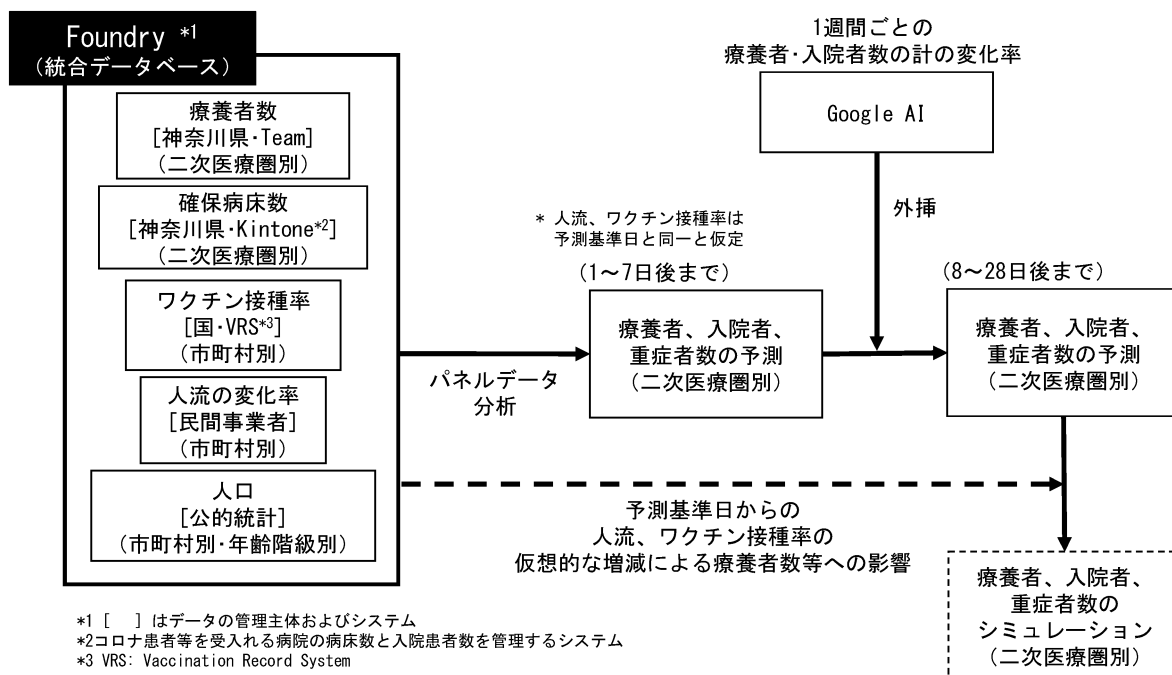 Foundry *1
（統合データベース）
療養者数
[神奈川県･Team]
（二次医療圏別）
確保病床数
[神奈川県･Kintone*2]
（二次医療圏別）
ワクチン接種率
[国･VRS*3]
（市町村別）
人流の変化率
[民間事業者]
（市町村別）
人口
[公的統計]
（市町村別･年齢階級別）
パネルデータ
分析
* 人流、ワクチン接種率は
予測基準日と同一と仮定
（1～7日後まで）
療養者、入院者、
重症者数の予測
（二次医療圏別）
1週間ごとの
療養者･入院者数の計の変化率
Google AI
外挿
（8～28日後まで）
療養者、入院者、
重症者数の予測
（二次医療圏別）
予測基準日からの
人流、ワクチン接種率の
仮想的な増減による療養者数等への影響
療養者、入院者、
重症者数の
シミュレーション
（二次医療圏別）
*1 [　] はデータの管理主体およびシステム
*2コロナ患者等を受入れる病院の病床数と入院患者数を管理するシステム
*3 VRS: Vaccination Record System